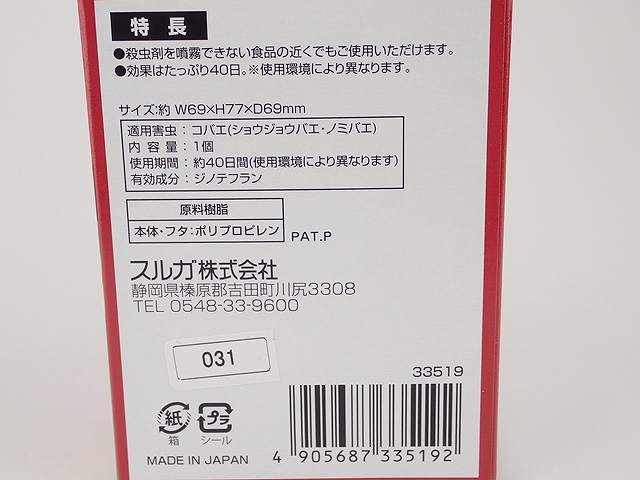 特長
●殺虫剤を噴霧できない食品の近くでもご使用いただけます。
●効果はたっぷり40日。※使用環境により異なります。
サイズ:約 W69×H77×D69mm
適用害虫：コバエ(ショウジョウバエ・ノミバエ)
内容量：1個
使用期間：約40日間(使用環境により異なります)
有効成分：ジノテフラン
原料樹脂
本体・フタ:ポリプロピレン
PAT.P
スルガ株式会社
静岡県榛原郡吉田町川尻3308
TEL 0548-33-9600
031
33519
紙
箱
プラ
シール
MADE IN JAPAN
4 905687 335192